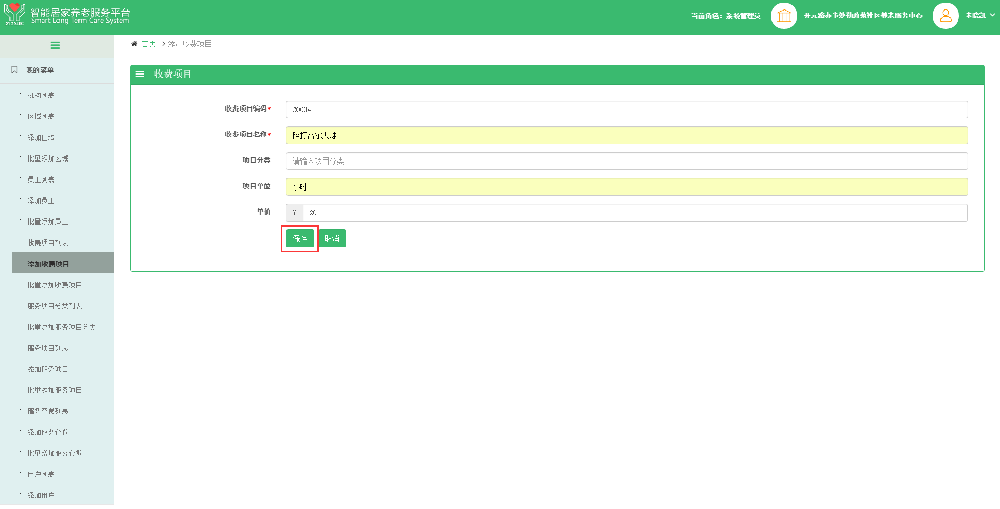 智能居家养老服务平台
Smart Long Term Care System
212SLTC
当前角色：系统管理员
开元路办事处勤政苑社区养老服务中心
朱晓凯
首页
添加收费项目
我的菜单
机构列表
区域列表
添加区域
批量添加区域
员工列表
添加员工
批量添加员工
收费项目列表
添加收费项目
批量添加收费项目
服务项目分类列表
批量添加服务项目分类
服务项目列表
添加服务项目
批量添加服务项目
服务套餐列表
添加服务套餐
批量增加服务套餐
用户列表
添加用户
收费项目
收费项目编码* C0034
收费项目名称* 陪打高尔夫球
项目分类 请输入项目分类
项目单位 小时
单价 ¥ 20
保存 取消